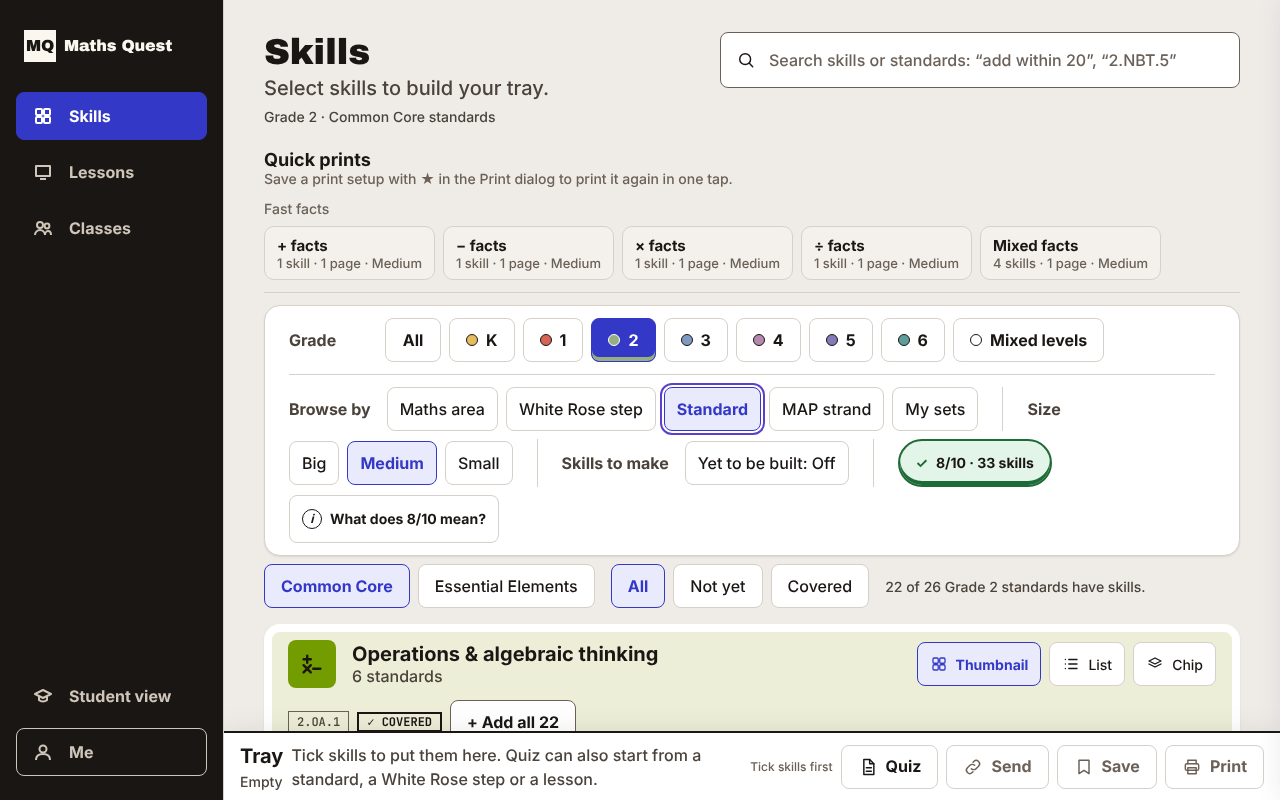 MQ Maths Quest
Skills
Lessons
Classes
Student view
Me
Skills
Select skills to build your tray.
Grade 2 · Common Core standards
Search skills or standards: “add within 20”, “2.NBT.5”
Quick prints
Save a print setup with ★ in the Print dialog to print it again in one tap.
Fast facts
+ facts
1 skill · 1 page · Medium
− facts
1 skill · 1 page · Medium
× facts
1 skill · 1 page · Medium
÷ facts
1 skill · 1 page · Medium
Mixed facts
4 skills · 1 page · Medium
Grade All K 1 2 3 4 5 6 Mixed levels
Browse by Maths area White Rose step Standard MAP strand My sets Size
Big Medium Small Skills to make Yet to be built: Off ✓ 8/10 · 33 skills
i What does 8/10 mean?
Common Core Essential Elements All Not yet Covered 22 of 26 Grade 2 standards have skills.
Operations & algebraic thinking
6 standards
Thumbnail List Chip
2.OA.1 ✓ COVERED + Add all 22
Tray
Empty
Tick skills to put them here. Quiz can also start from a
standard, a White Rose step or a lesson.
Tick skills first Quiz Send Save Print